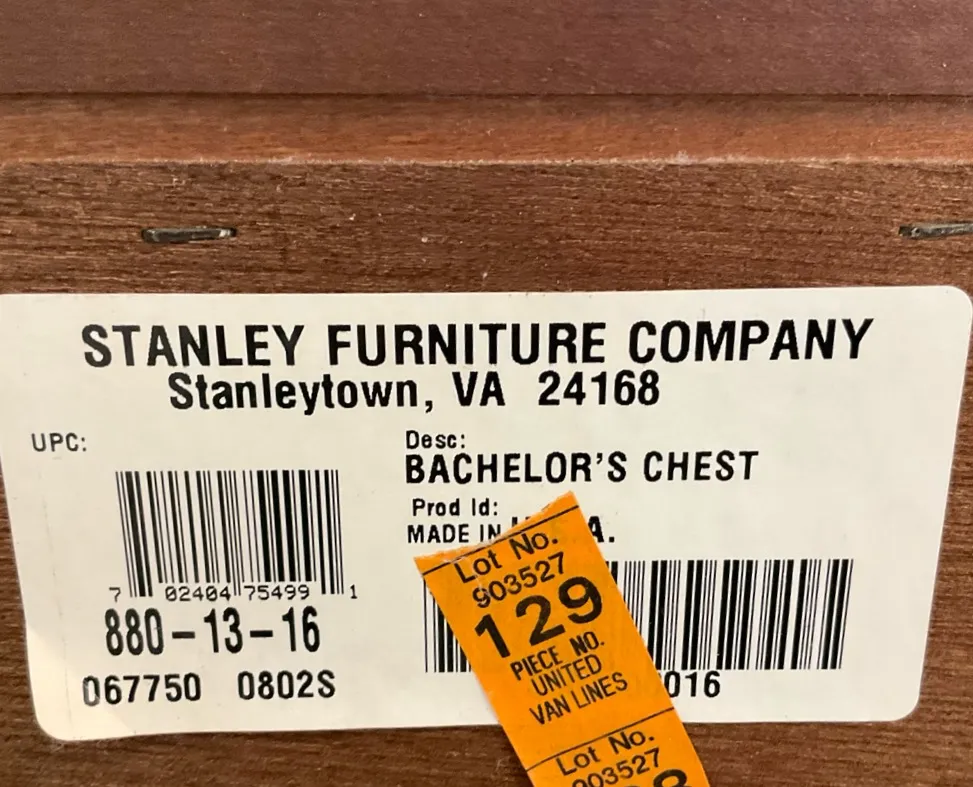 STANLEY FURNITURE COMPANY
Stanleytown, VA 24168
UPC:
7 02404 75499 1
880-13-16
067750 0802S
Desc:
BACHELOR'S CHEST
Prod Id:
MADE IN A.
016
Lot No.
903527
129
PIECE NO.
UNITED
VAN LINES
Lot No.
903527